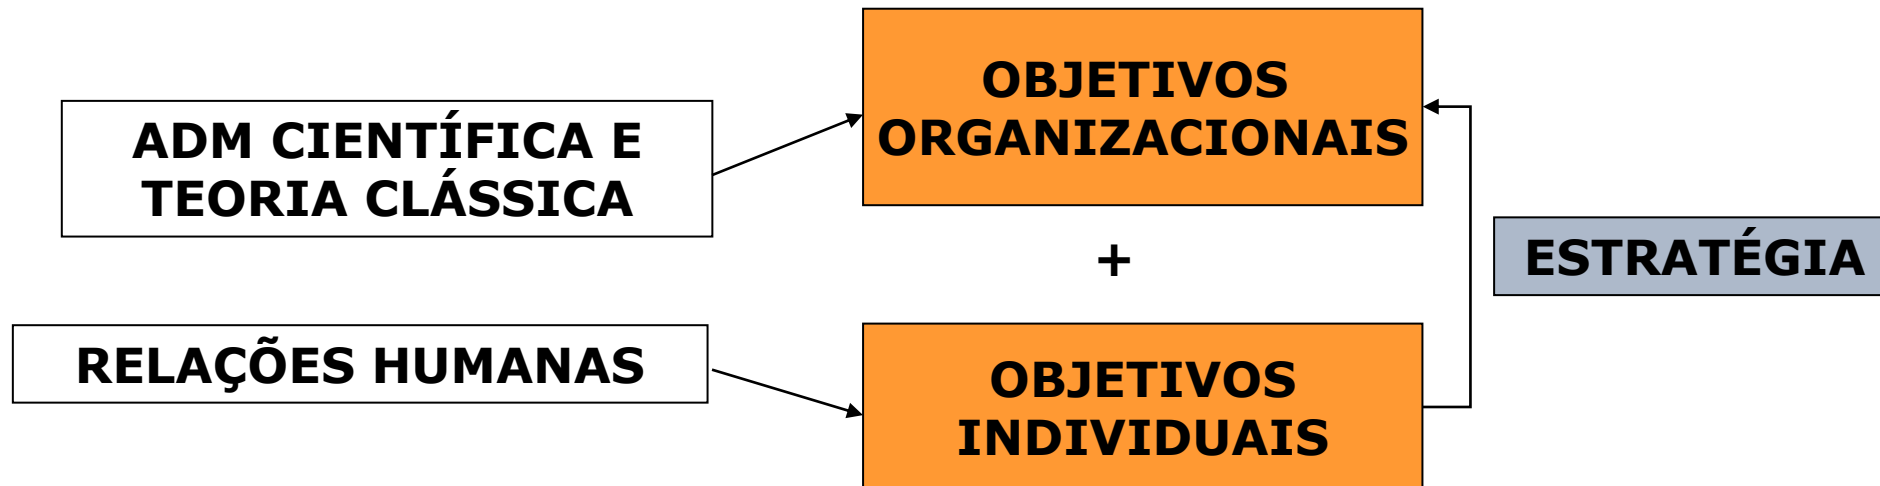 ADM CIENTÍFICA E
TEORIA CLÁSSICA
OBJETIVOS
ORGANIZACIONAIS
+
ESTRATÉGIA
RELAÇÕES HUMANAS
OBJETIVOS
INDIVIDUAIS